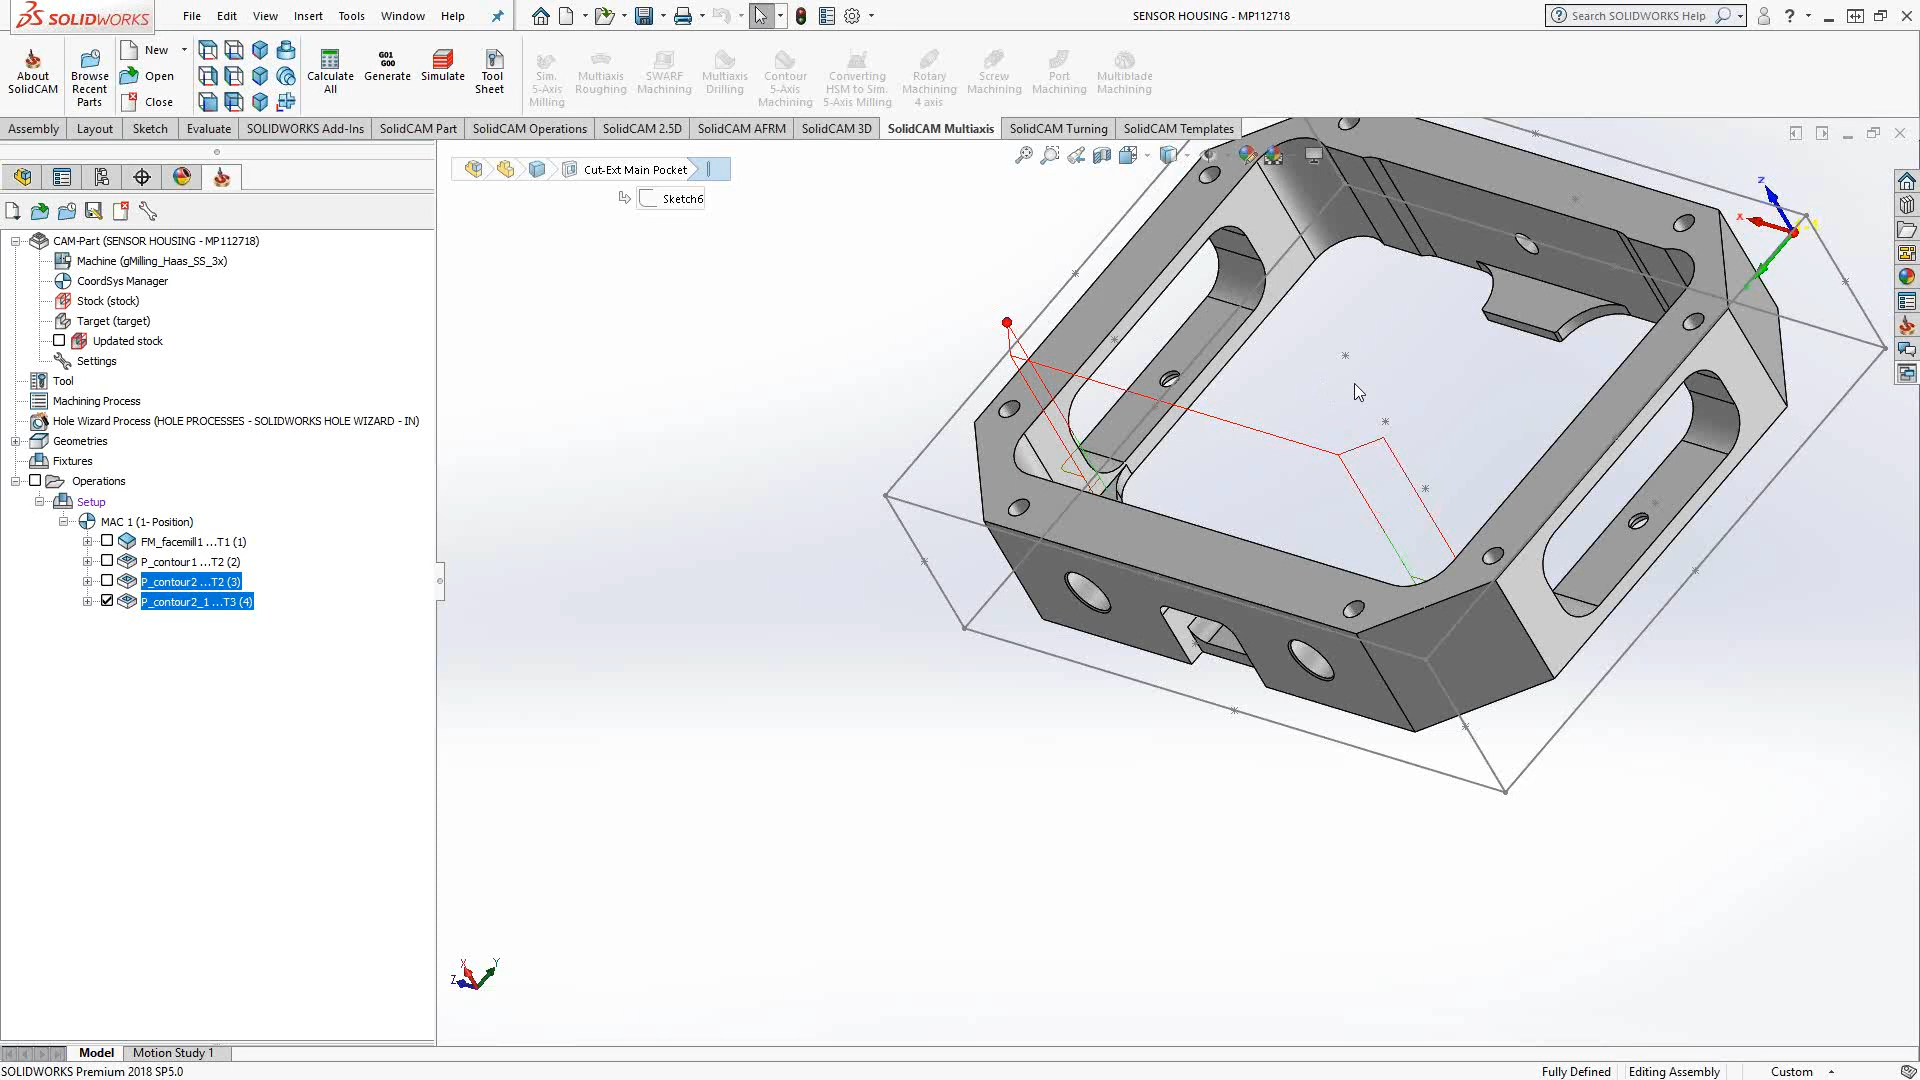 SOLIDWORKS
File Edit View Insert Tools Window Help
SENSOR HOUSING - MP112718
Search SOLIDWORKS Help
About SolidCAM
Browse Recent Parts
New
Open
Close
Calculate All
G01 G00
Generate
Simulate
Tool Sheet
Sim. 5-Axis Milling
Multiaxis Roughing
SWARF Machining
Multiaxis Drilling
Contour 5-Axis Machining
Converting HSM to Sim. 5-Axis Milling
Rotary Machining 4 axis
Screw Machining
Port Machining
Multiblade Machining
Assembly Layout Sketch Evaluate SOLIDWORKS Add-Ins SolidCAM Part SolidCAM Operations SolidCAM 2.5D SolidCAM AFRM SolidCAM 3D SolidCAM Multiaxis SolidCAM Turning SolidCAM Templates
Cut-Ext Main Pocket
Sketch6
CAM-Part (SENSOR HOUSING - MP112718)
Machine (gMilling_Haas_SS_3x)
CoordSys Manager
Stock (stock)
Target (target)
Updated stock
Settings
Tool
Machining Process
Hole Wizard Process (HOLE PROCESSES - SOLIDWORKS HOLE WIZARD - IN)
Geometries
Fixtures
Operations
Setup
MAC 1 (1- Position)
FM_facemill1 ...T1 (1)
P_contour1 ...T2 (2)
P_contour2 ...T2 (3)
P_contour2_1 ...T3 (4)
Z
X
X
Y
Z
Model Motion Study 1
SOLIDWORKS Premium 2018 SP5.0
Fully Defined Editing Assembly Custom